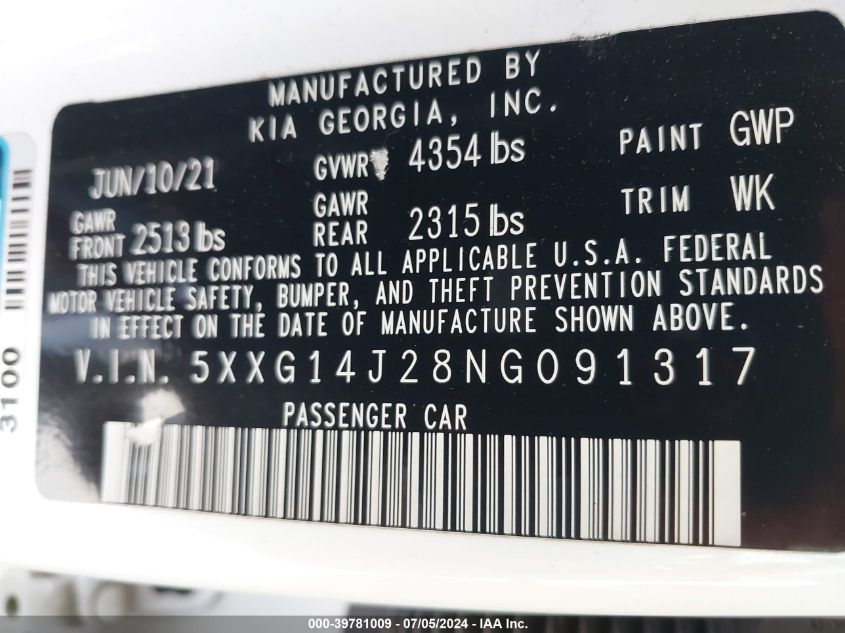 MANUFACTURED BY
KIA GEORGIA, INC.
JUN/10/21 GVWR 4354 lbs PAINT GWP
GAWR FRONT 2513 lbs GAWR REAR 2315 lbs TRIM WK
THIS VEHICLE CONFORMS TO ALL APPLICABLE U.S.A. FEDERAL
MOTOR VEHICLE SAFETY, BUMPER, AND THEFT PREVENTION STANDARDS
IN EFFECT ON THE DATE OF MANUFACTURE SHOWN ABOVE.
V.I.N. 5XXG14J28NG091317
PASSENGER CAR
3100
000-39781009 - 07/05/2024 - IAA Inc.